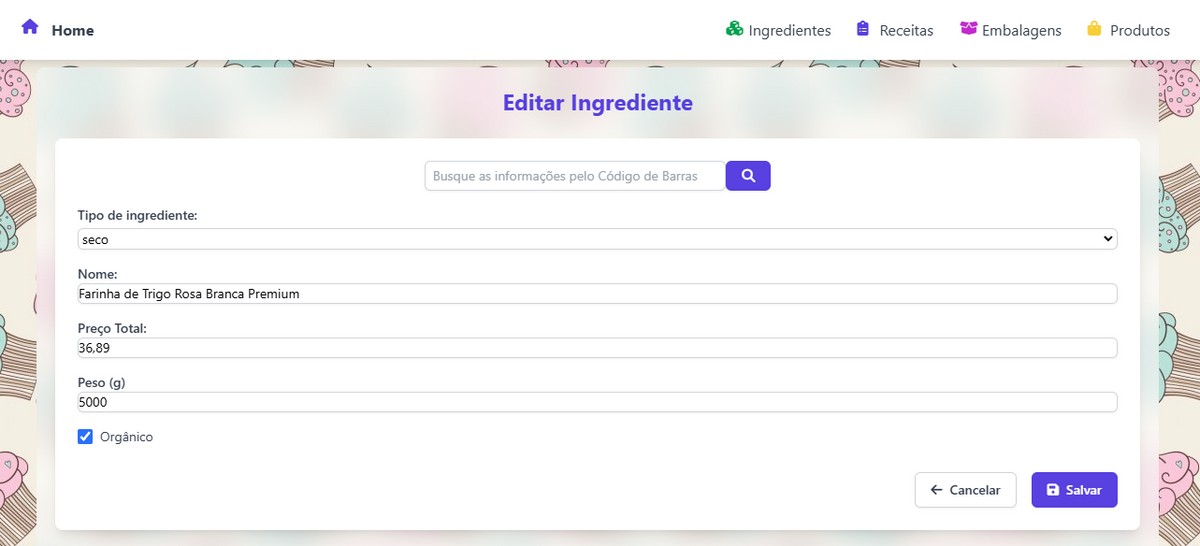 Home Ingredientes Receitas Embalagens Produtos
Editar Ingrediente
Busque as informações pelo Código de Barras
Tipo de ingrediente:
seco
Nome:
Farinha de Trigo Rosa Branca Premium
Preço Total:
36,89
Peso (g)
5000
Orgânico
Cancelar Salvar